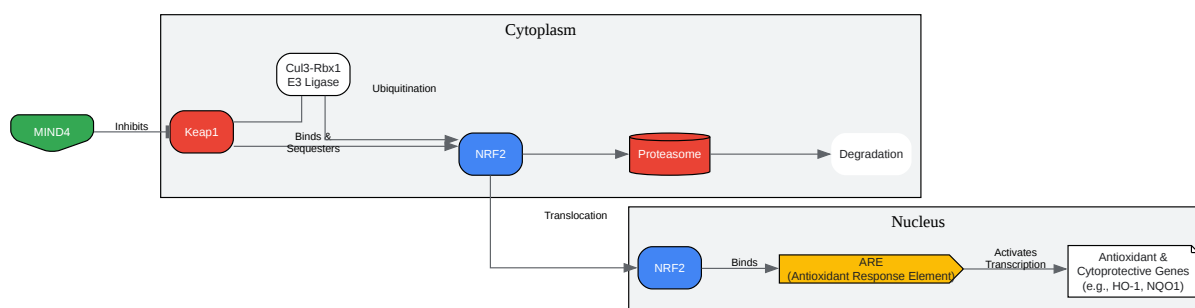 Cytoplasm
Cul3-Rbx1
E3 Ligase
Ubiquitination
MIND4
Inhibits
Keap1
Binds &
Sequesters
NRF2
Proteasome
Degradation
Translocation
Nucleus
NRF2
Binds
ARE
(Antioxidant Response Element)
Activates
Transcription
Antioxidant &
Cytoprotective Genes
(e.g., HO-1, NQO1)